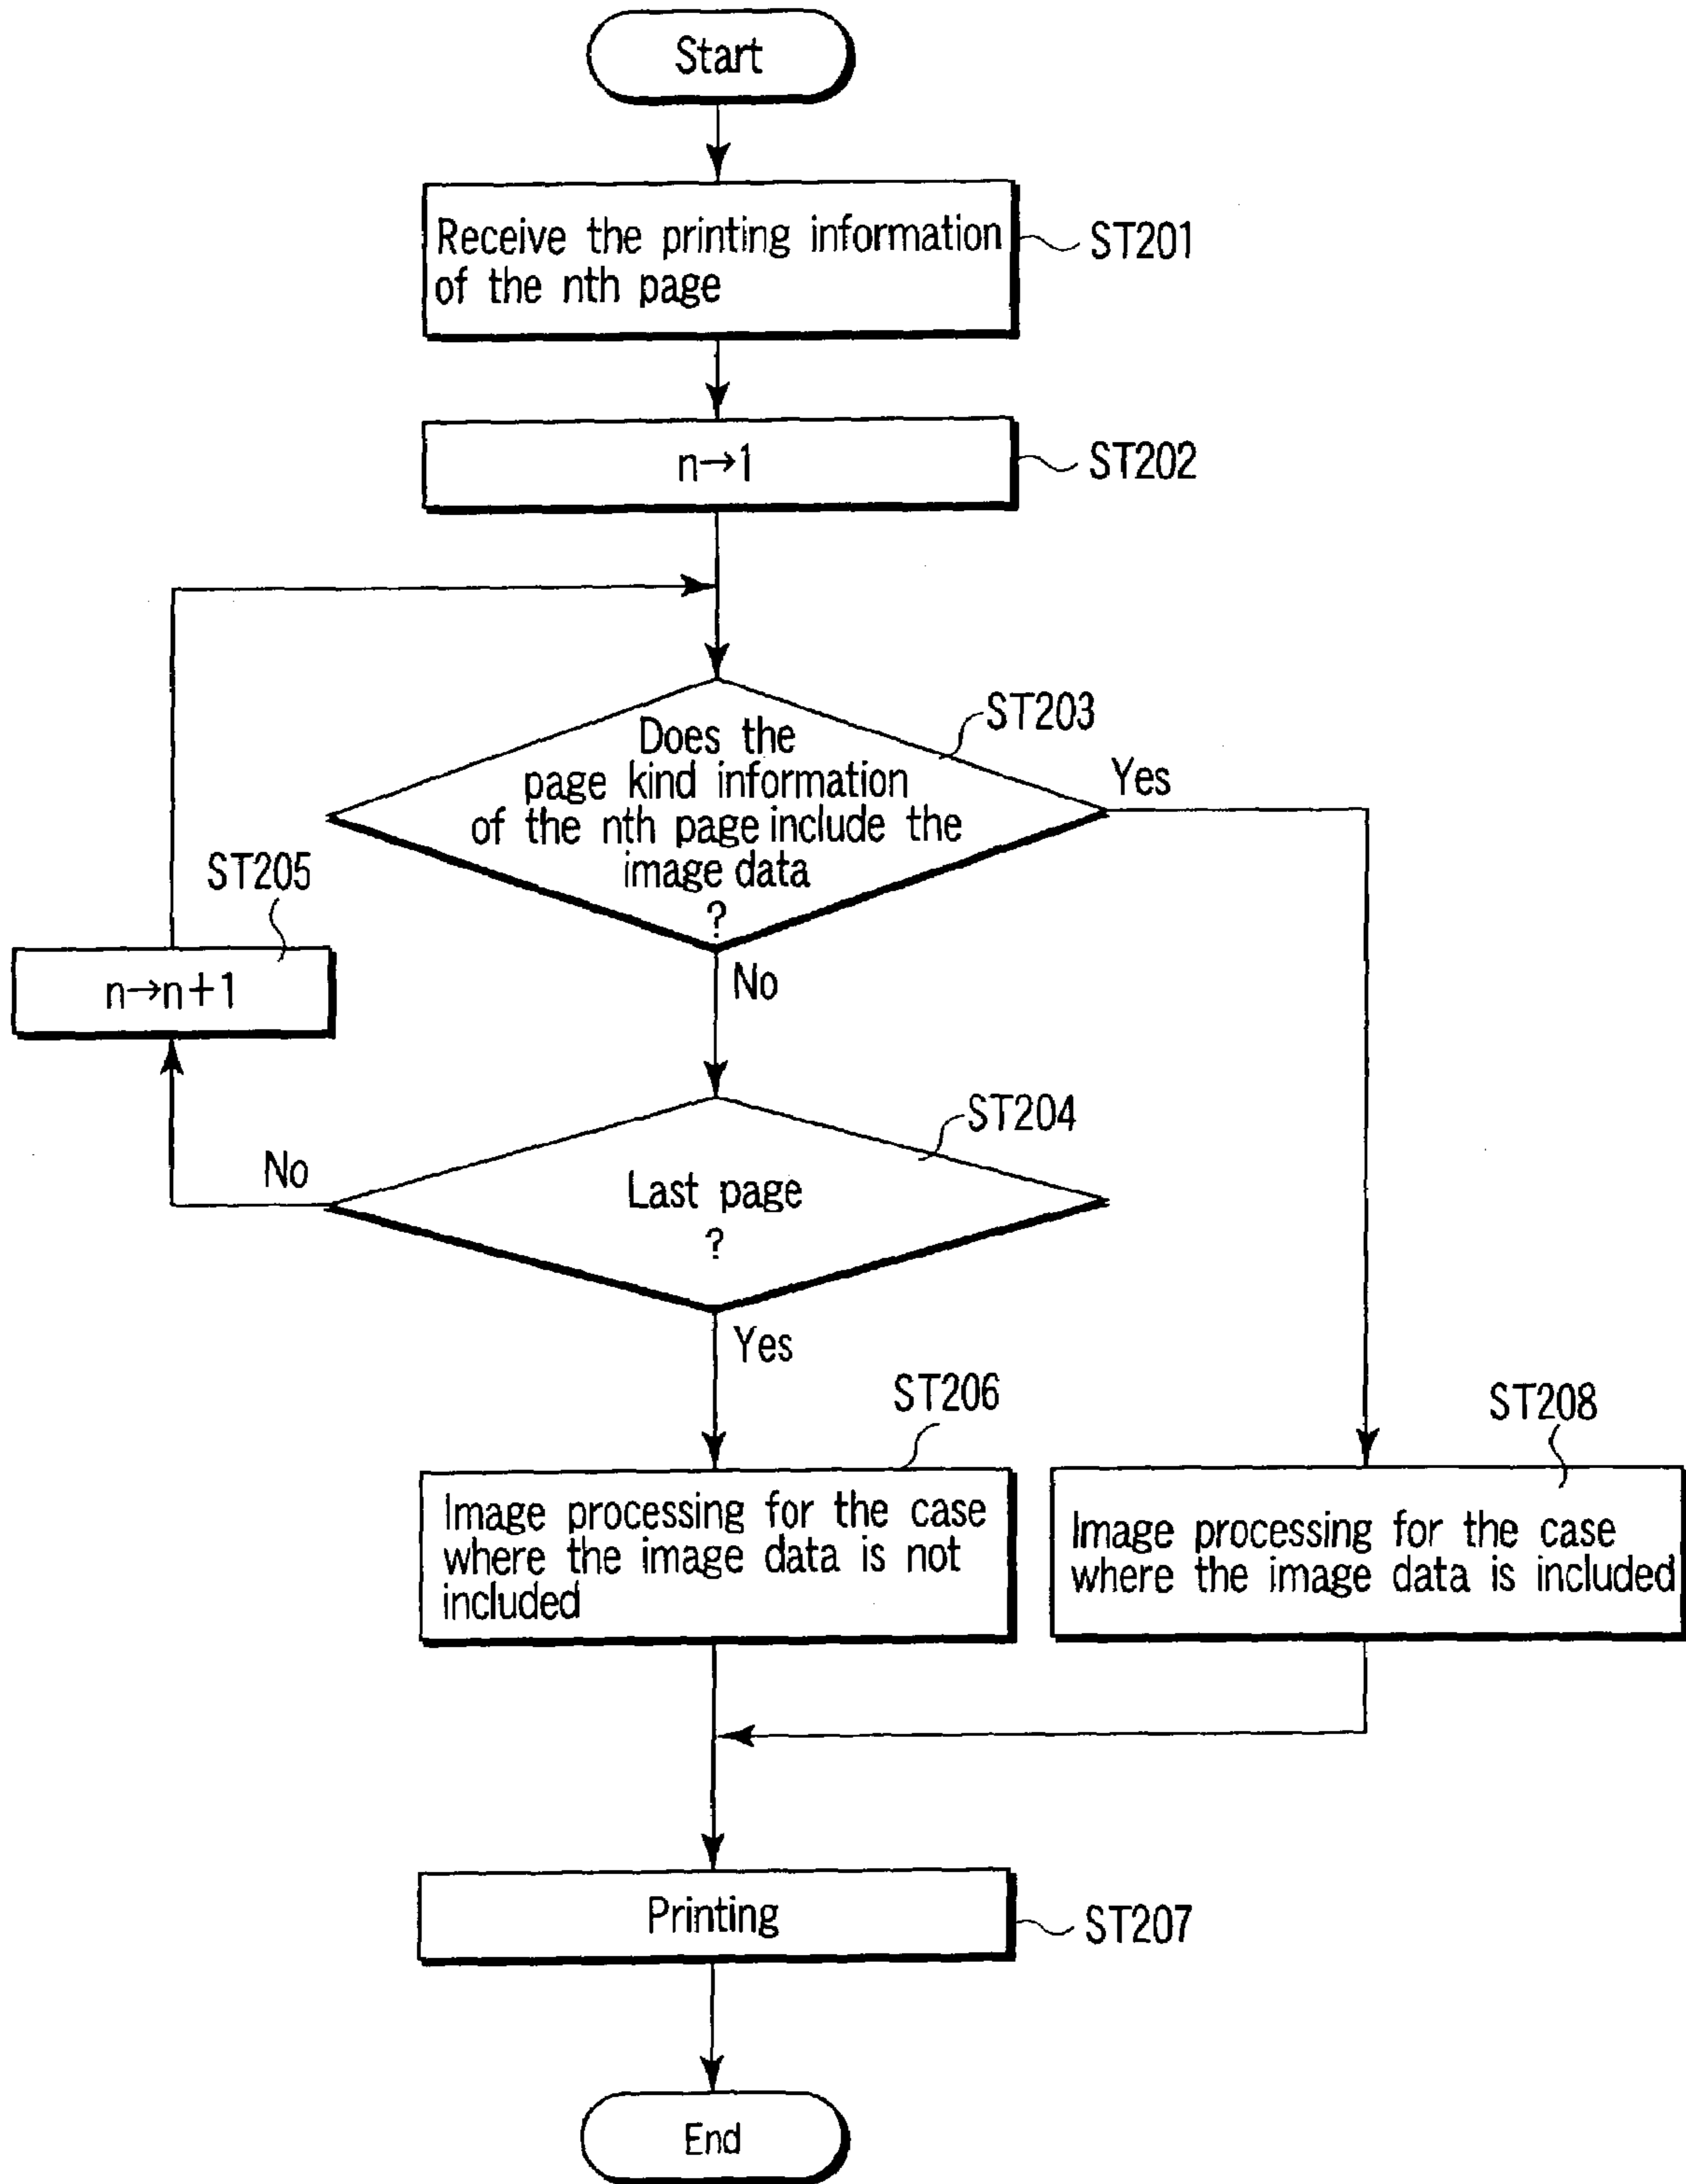 Start
Receive the printing information
of the nth page
ST201
n→1
ST202
Does the
page kind information
of the nth page include the
image data
?
ST203
Yes
No
ST205
n→n+1
ST204
Last page
?
No
Yes
ST206
Image processing for the case
where the image data is not
included
ST208
Image processing for the case
where the image data is included
Printing
ST207
End